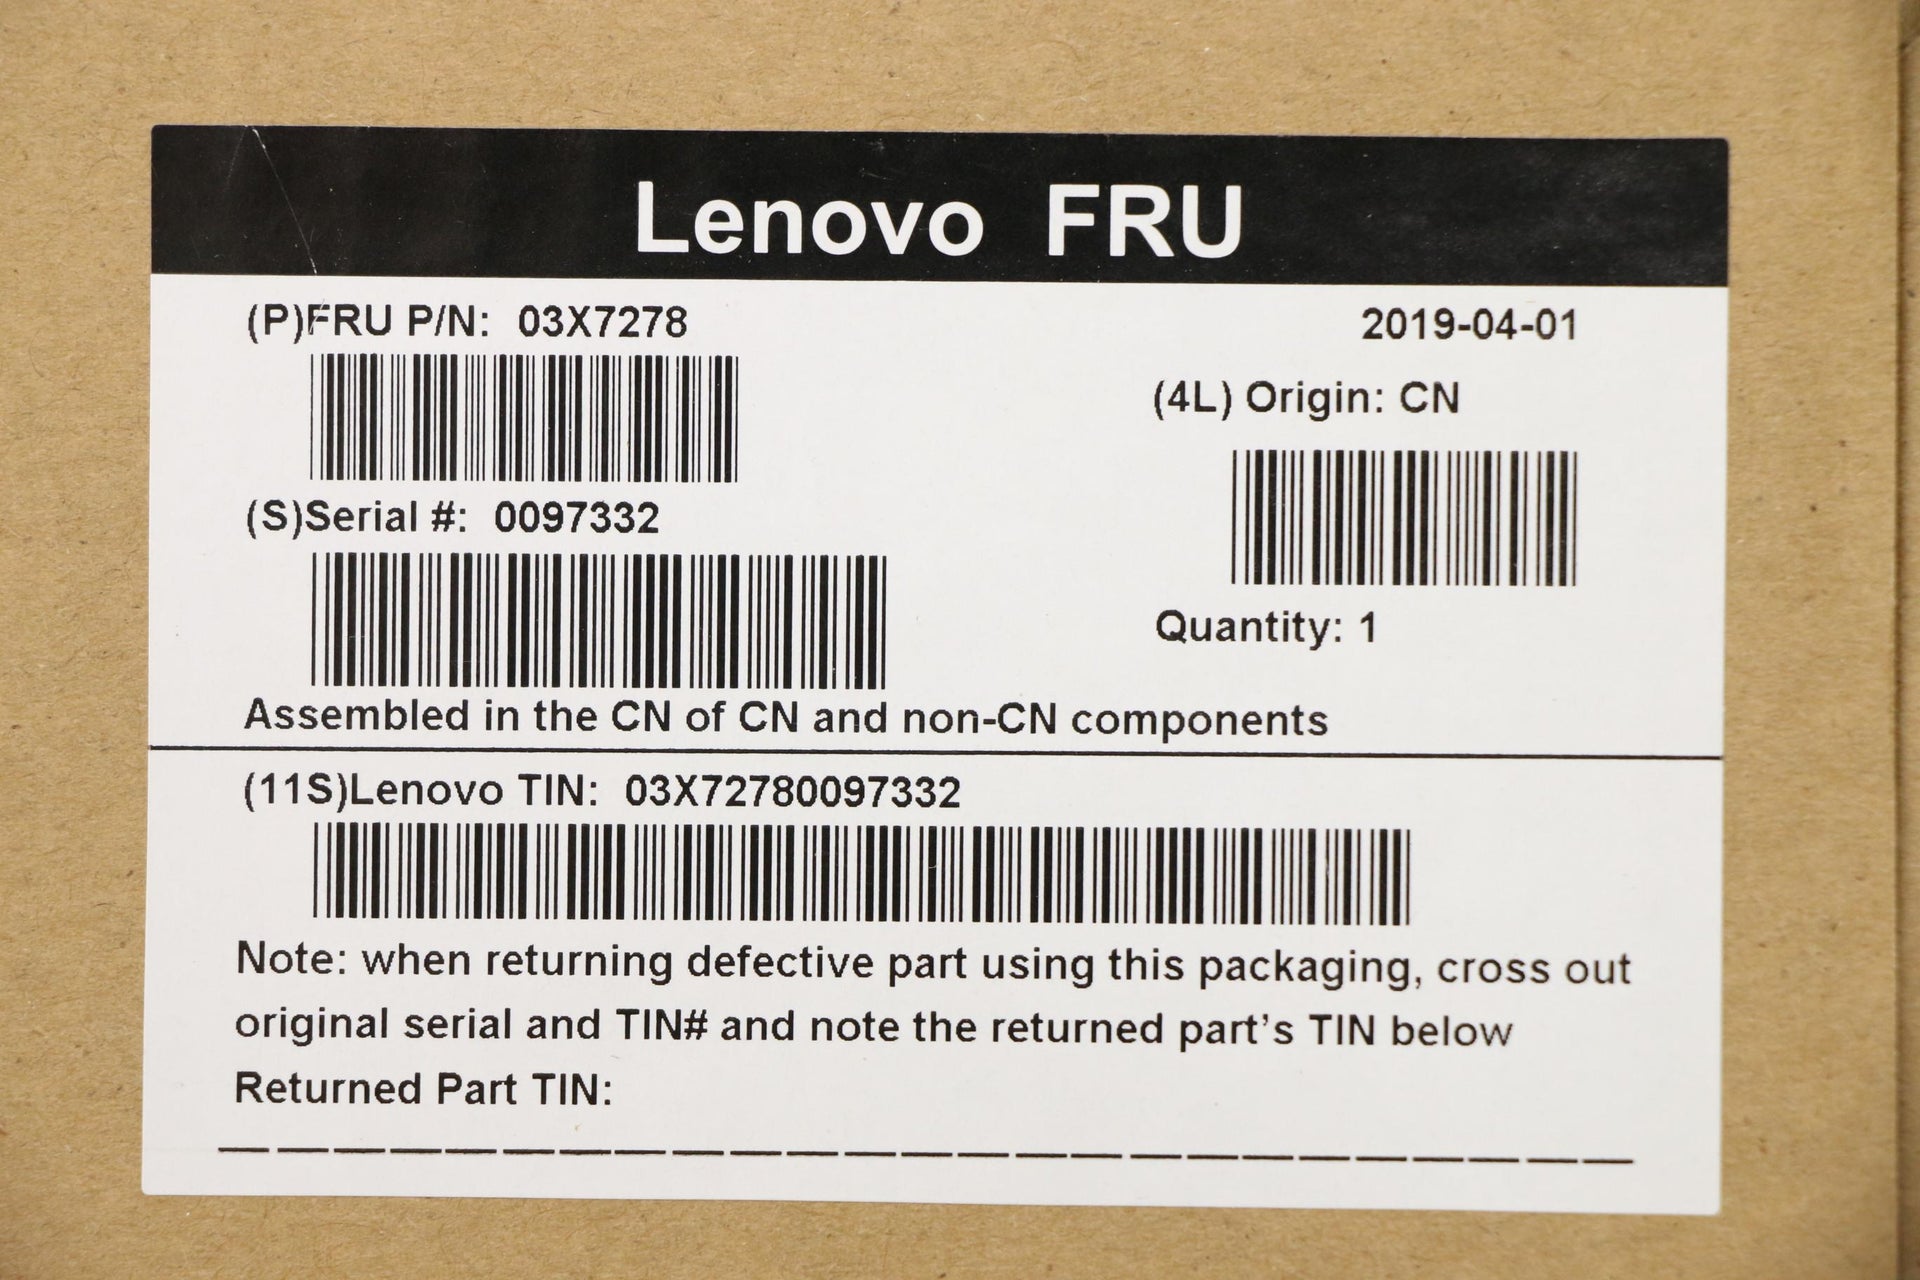 Lenovo FRU
(P)FRU P/N: 03X7278
2019-04-01
(4L) Origin: CN
(S)Serial #: 0097332
Quantity: 1
Assembled in the CN of CN and non-CN components
(11S)Lenovo TIN: 03X72780097332
Note: when returning defective part using this packaging, cross out
original serial and TIN# and note the returned part's TIN below
Returned Part TIN: